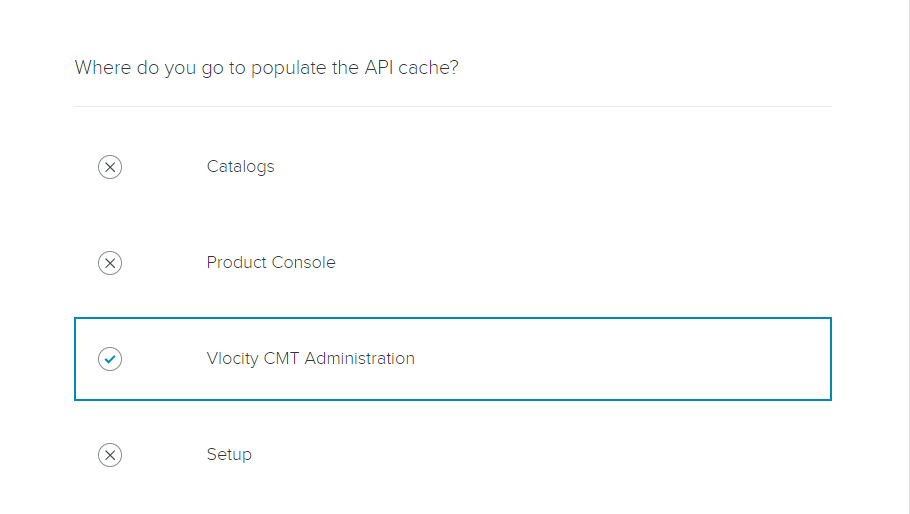 Where do you go to populate the API cache?
Catalogs
Product Console
Vlocity CMT Administration
Setup